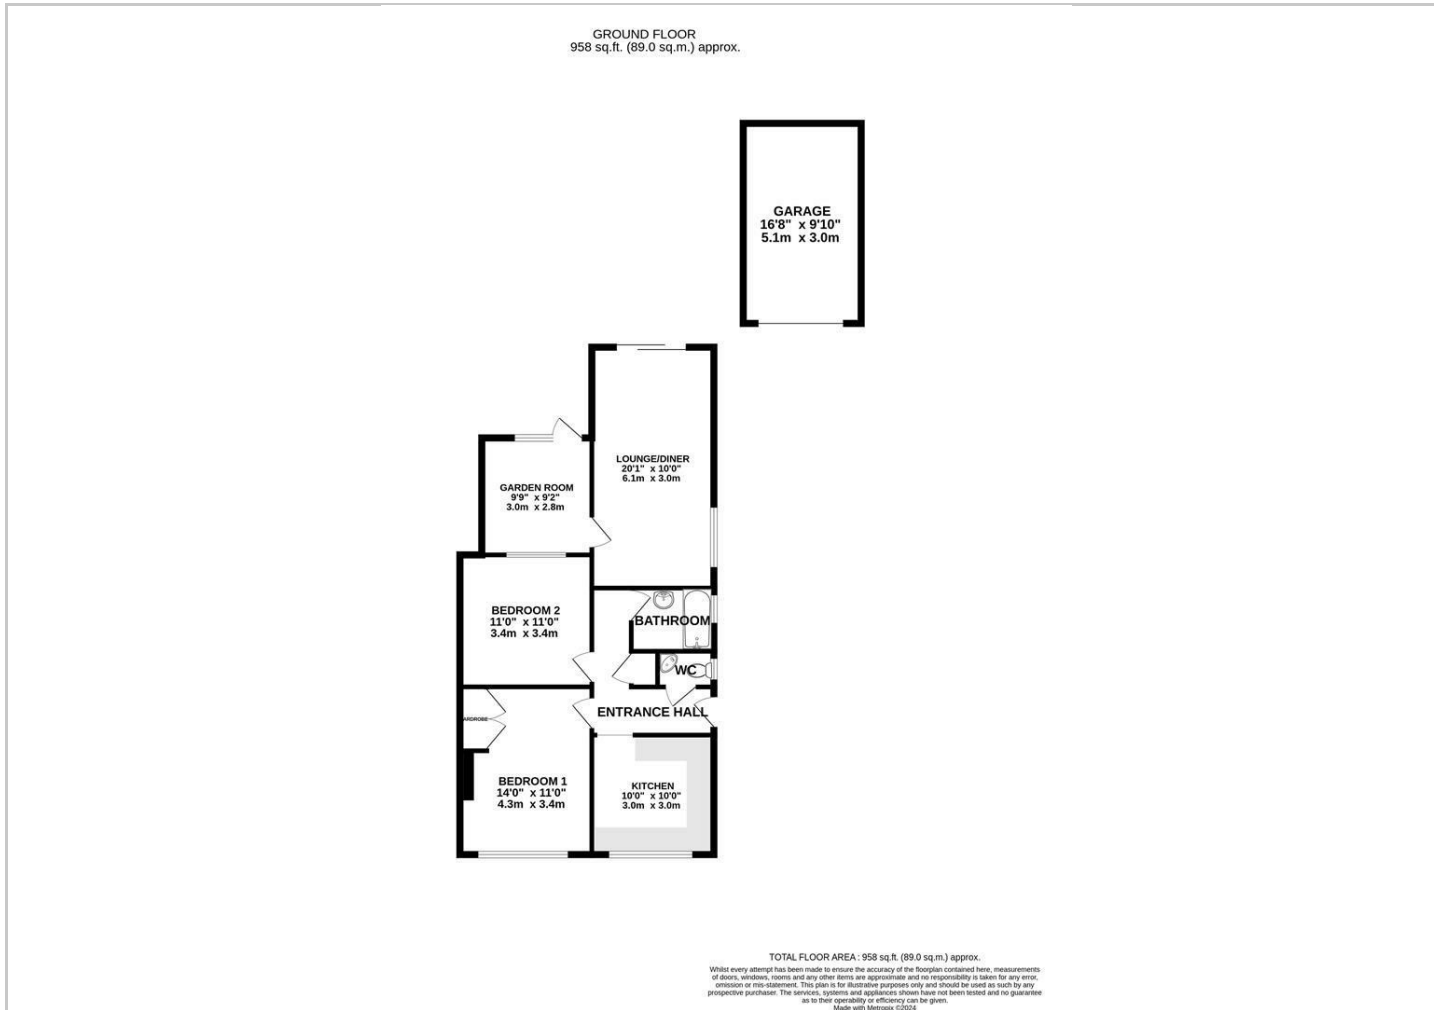 GROUND FLOOR
958 sq.ft. (89.0 sq.m.) approx.
GARAGE
16'8" x 9'10"
5.1m x 3.0m
LOUNGE/DINER
20'1" x 10'0"
6.1m x 3.0m
GARDEN ROOM
9'9" x 9'2"
3.0m x 2.8m
BEDROOM 2
11'0" x 11'0"
3.4m x 3.4m
BATHROOM
WC
ENTRANCE HALL
ARDROBE
BEDROOM 1
14'0" x 11'0"
4.3m x 3.4m
KITCHEN
10'0" x 10'0"
3.0m x 3.0m
TOTAL FLOOR AREA : 958 sq.ft. (89.0 sq.m.) approx.
Whilst every attempt has been made to ensure the accuracy of the floorplan contained here, measurements
of doors, windows, rooms and any other items are approximate and no responsibility is taken for any error,
omission or mis-statement. This plan is for illustrative purposes only and should be used as such by any
prospective purchaser. The services, systems and appliances shown have not been tested and no guarantee
as to their operability or efficiency can be given.
Made with Metropix ©2024